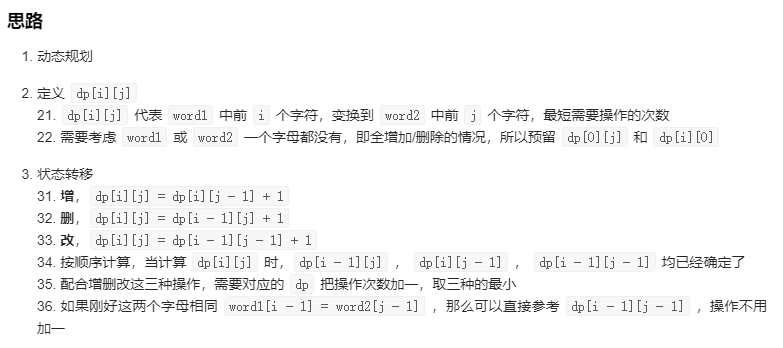 思路
1. 动态规划
2. 定义 dp[i][j]
21. dp[i][j] 代表 word1 中前 i 个字符，变换到 word2 中前 j 个字符，最短需要操作的次数
22. 需要考虑 word1 或 word2 一个字母都没有，即全增加/删除的情况，所以预留 dp[0][j] 和 dp[i][0]
3. 状态转移
31. 增， dp[i][j] = dp[i][j - 1] + 1
32. 删， dp[i][j] = dp[i - 1][j] + 1
33. 改， dp[i][j] = dp[i - 1][j - 1] + 1
34. 按顺序计算，当计算 dp[i][j] 时， dp[i - 1][j] ， dp[i][j - 1] ， dp[i - 1][j - 1] 均已经确定了
35. 配合增删改这三种操作，需要对应的 dp 把操作次数加一，取三种的最小
36. 如果刚好这两个字母相同 word1[i - 1] = word2[j - 1] ，那么可以直接参考 dp[i - 1][j - 1] ，操作不用
加一